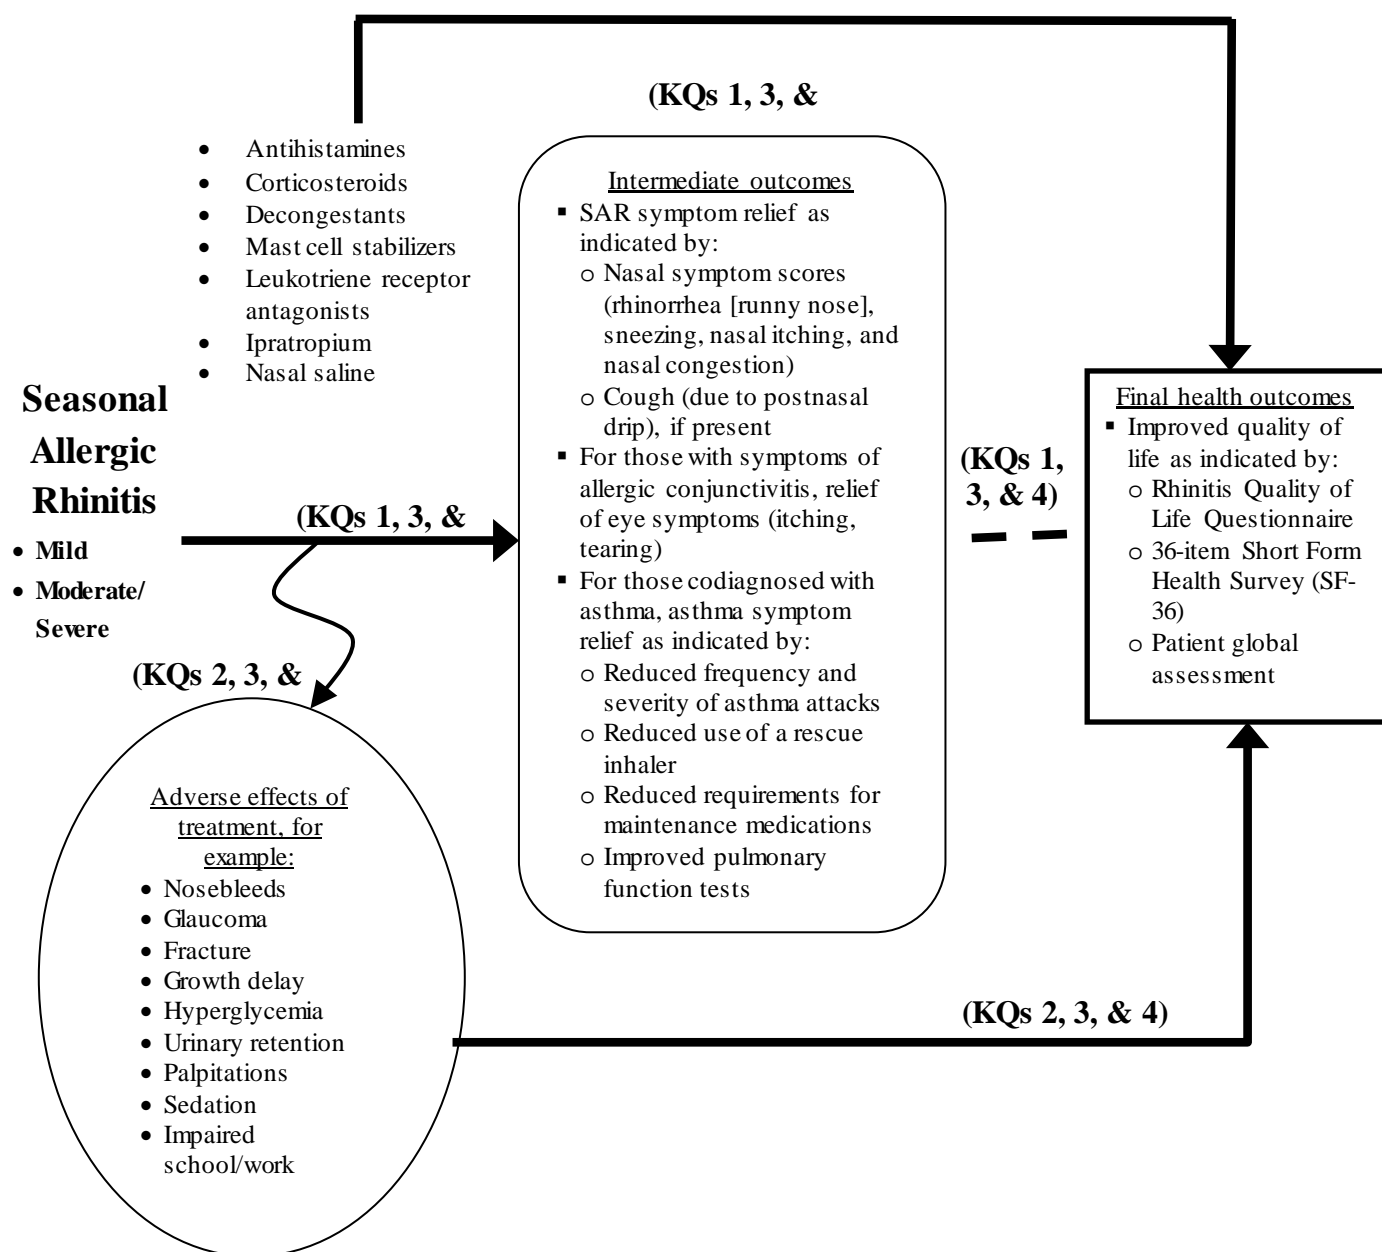 (KQs 1, 3, &
• Antihistamines
• Corticosteroids
• Decongestants
• Mast cell stabilizers
• Leukotriene receptor
antagonists
• Ipratropium
• Nasal saline
Seasonal
Allergic
Rhinitis
• Mild
• Moderate/
Severe
(KQs 1, 3, &
(KQs 2, 3, &
Intermediate outcomes
▪ SAR symptom relief as
indicated by:
o Nasal symptom scores
(rhinorrhea [runny nose],
sneezing, nasal itching, and
nasal congestion)
o Cough (due to postnasal
drip), if present
▪ For those with symptoms of
allergic conjunctivitis, relief
of eye symptoms (itching,
tearing)
▪ For those codiagnosed with
asthma, asthma symptom
relief as indicated by:
o Reduced frequency and
severity of asthma attacks
o Reduced use of a rescue
inhaler
o Reduced requirements for
maintenance medications
o Improved pulmonary
function tests
(KQs 1,
3, & 4)
Final health outcomes
▪ Improved quality of
life as indicated by:
o Rhinitis Quality of
Life Questionnaire
o 36-item Short Form
Health Survey (SF-
36)
o Patient global
assessment
Adverse effects of
treatment, for
example:
• Nosebleeds
• Glaucoma
• Fracture
• Growth delay
• Hyperglycemia
• Urinary retention
• Palpitations
• Sedation
• Impaired
school/work
(KQs 2, 3, & 4)